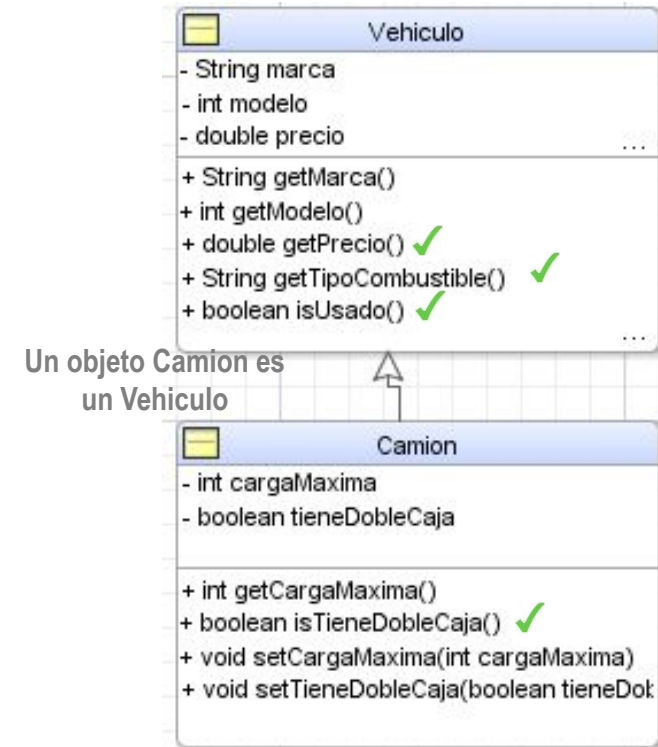 Vehiculo
- String marca
- int modelo
- double precio
...
+ String getMarca()
+ int getModelo()
+ double getPrecio()
+ String getTipoCombustible()
+ boolean isUsado()
...
Un objeto Camion es
un Vehiculo
Camion
- int cargaMaxima
- boolean tieneDobleCaja
+ int getCargaMaxima()
+ boolean isTieneDobleCaja()
+ void setCargaMaxima(int cargaMaxima)
+ void setTieneDobleCaja(boolean tieneDob